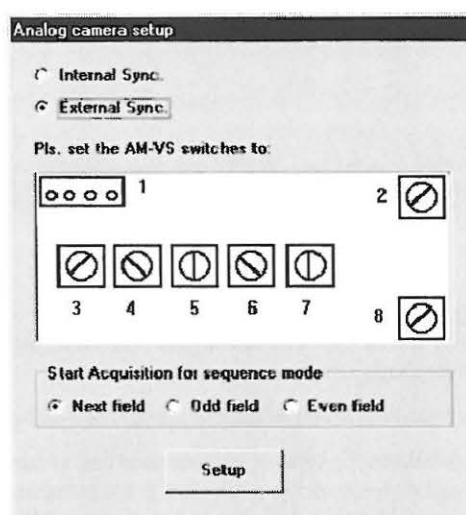 Analog camera setup
Internal Sync.
External Sync.
Pls. set the AM-VS switches to:
1
2
3 4 5 6 7
8
Start Acquisition for sequence mode
Next field Odd field Even field
Setup